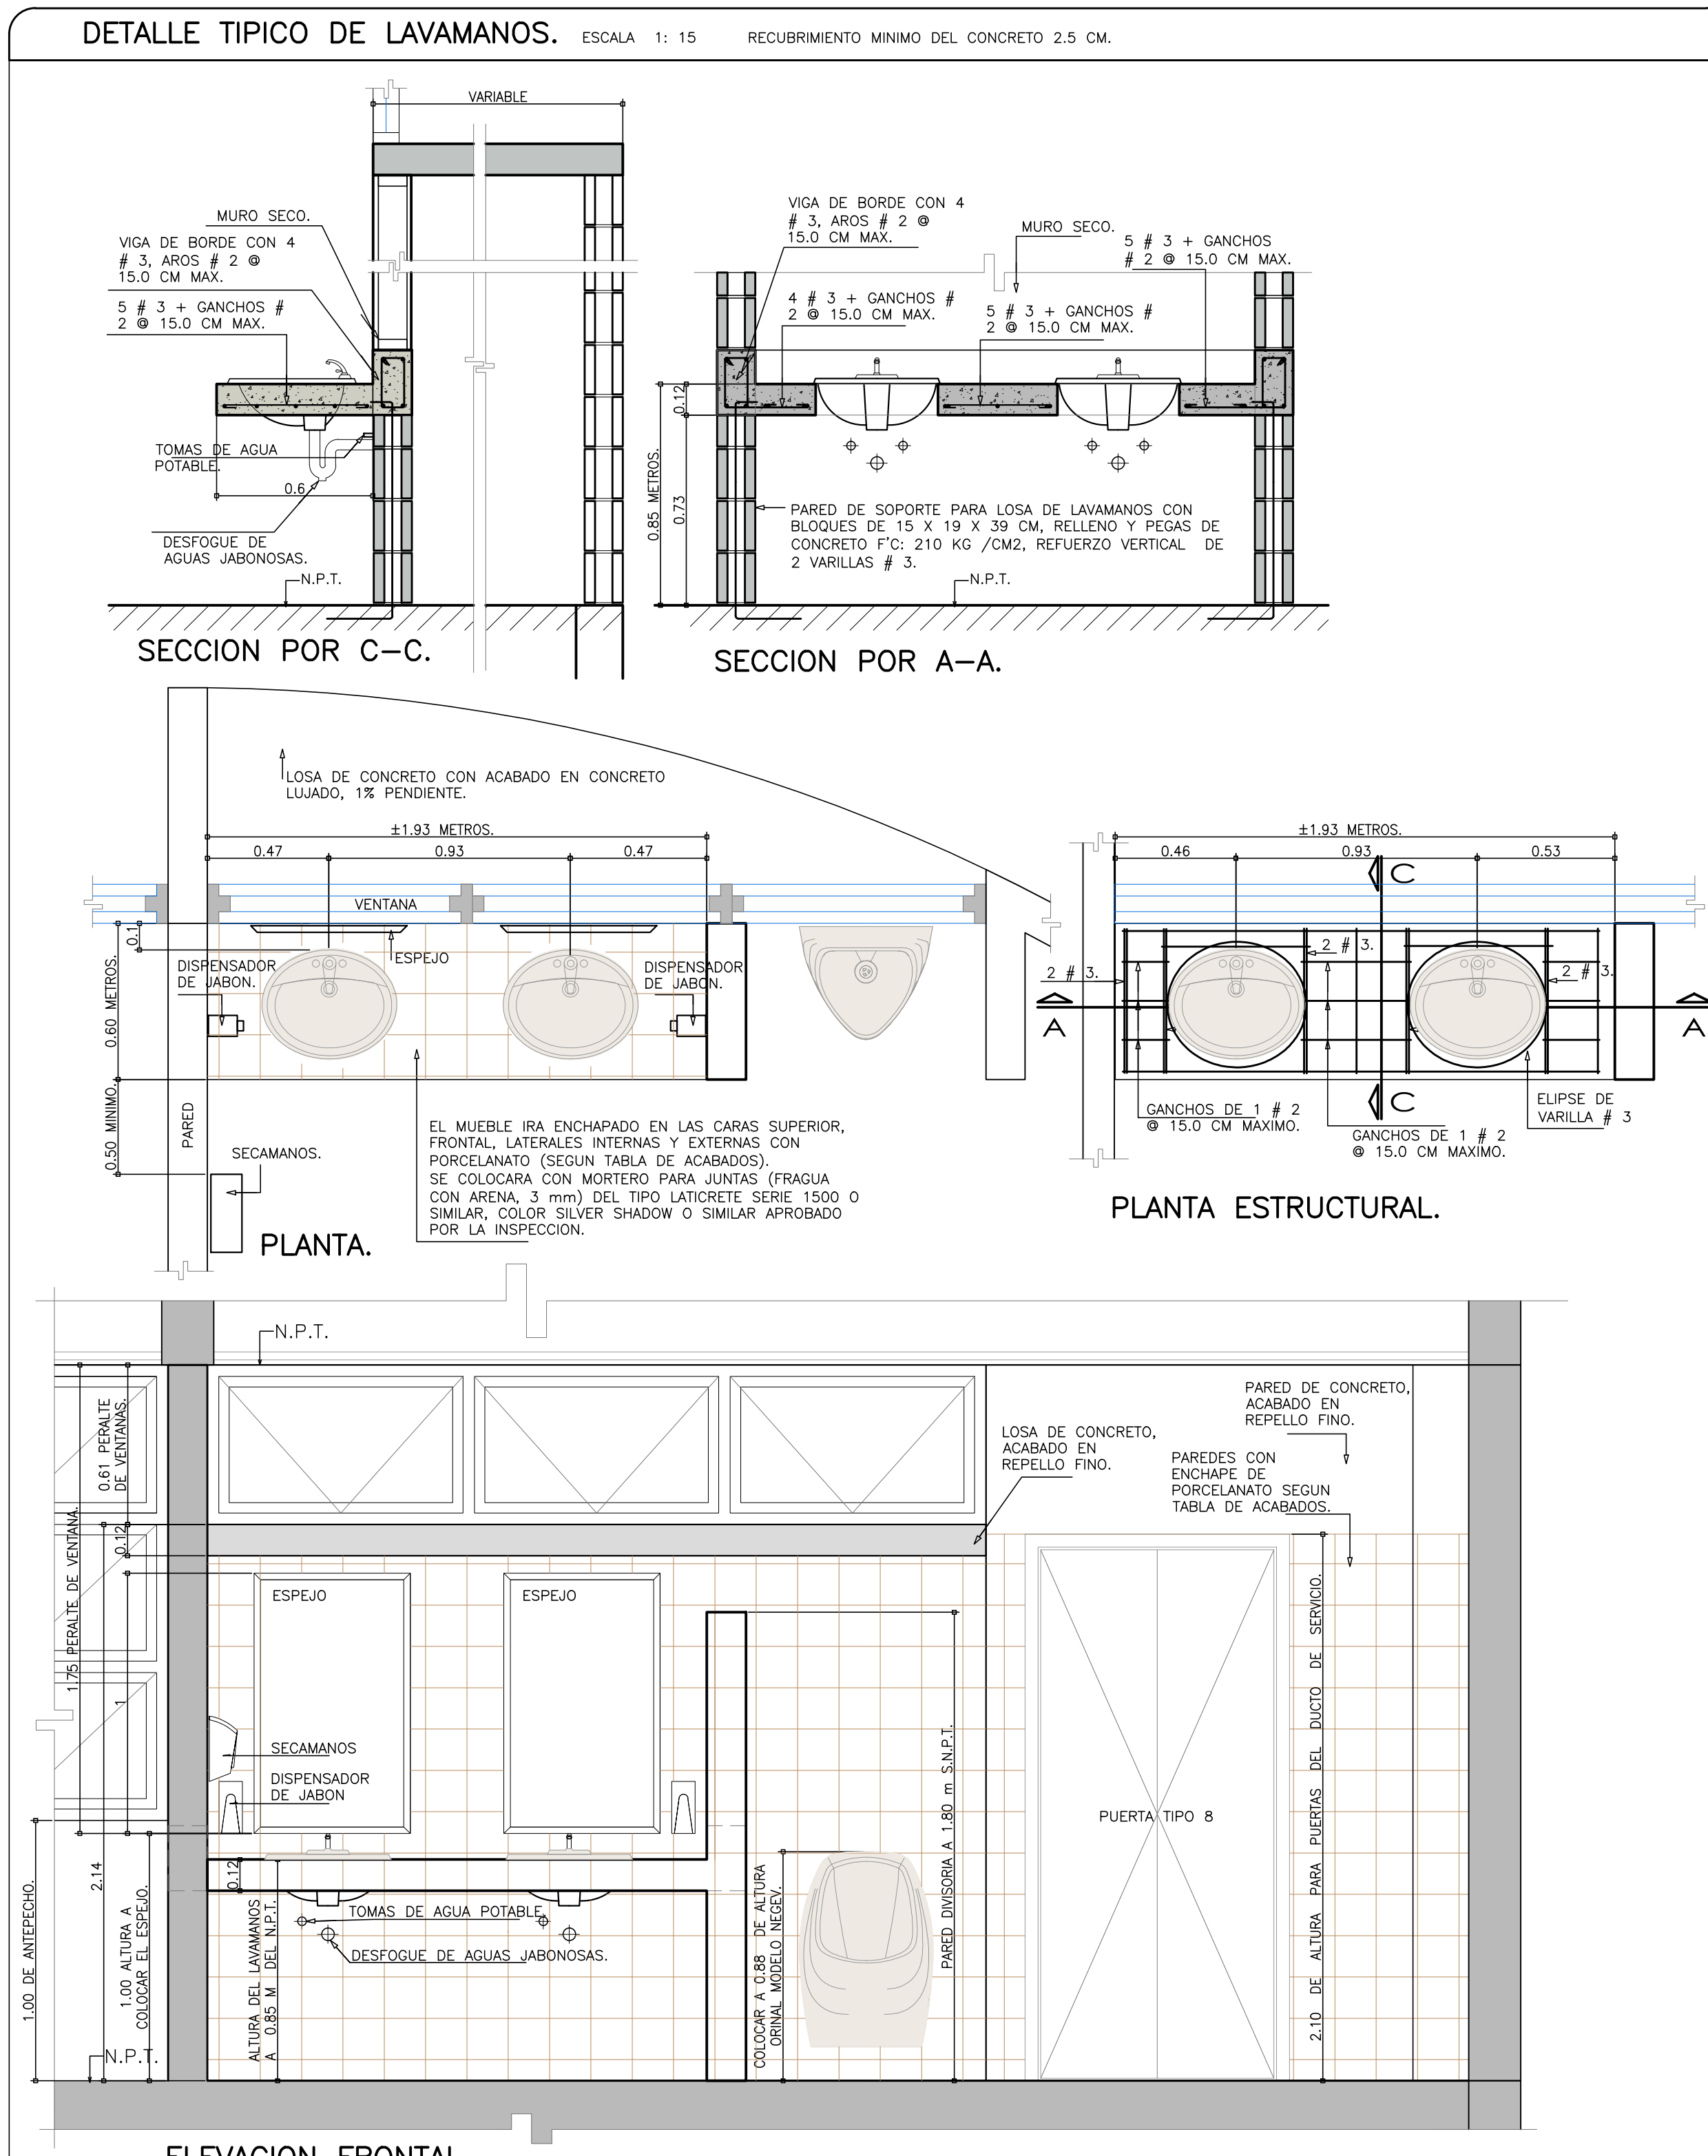 DETALLE TIPICO DE LAVAMANOS. ESCALA 1: 15 RECUBRIMIENTO MINIMO DEL CONCRETO 2.5 CM.
VARIABLE
MURO SECO.
VIGA DE BORDE CON 4
# 3, AROS # 2 @
15.0 CM MAX.
5 # 3 + GANCHOS #
2 @ 15.0 CM MAX.
TOMAS DE AGUA
POTABLE.
0.6
DESFOGUE DE
AGUAS JABONOSAS.
N.P.T.
SECCION POR C-C.
VIGA DE BORDE CON 4
# 3, AROS # 2 @
15.0 CM MAX.
MURO SECO.
5 # 3 + GANCHOS
# 2 @ 15.0 CM MAX.
4 # 3 + GANCHOS #
2 @ 15.0 CM MAX.
5 # 3 + GANCHOS #
2 @ 15.0 CM MAX.
0.12
0.85 METROS.
0.73
PARED DE SOPORTE PARA LOSA DE LAVAMANOS CON
BLOQUES DE 15 X 19 X 39 CM, RELLENO Y PEGAS DE
CONCRETO F'C: 210 KG /CM2, REFUERZO VERTICAL DE
2 VARILLAS # 3.
N.P.T.
SECCION POR A-A.
LOSA DE CONCRETO CON ACABADO EN CONCRETO
LUJADO, 1% PENDIENTE.
±1.93 METROS.
0.47
0.93
0.47
VENTANA
0.1
ESPEJO
DISPENSADOR
DE JABON.
DISPENSADOR
DE JABON.
0.60 METROS.
0.50 MINIMO.
PARED
SECAMANOS.
EL MUEBLE IRA ENCHAPADO EN LAS CARAS SUPERIOR,
FRONTAL, LATERALES INTERNAS Y EXTERNAS CON
PORCELANATO (SEGUN TABLA DE ACABADOS).
SE COLOCARA CON MORTERO PARA JUNTAS (FRAGUA
CON ARENA, 3 mm) DEL TIPO LATICRETE SERIE 1500 O
SIMILAR, COLOR SILVER SHADOW O SIMILAR APROBADO
POR LA INSPECCION.
PLANTA.
±1.93 METROS.
0.46
0.93
0.53
C
2 # 3.
2 # 3.
2 # 3.
A
A
C
GANCHOS DE 1 # 2
@ 15.0 CM MAXIMO.
GANCHOS DE 1 # 2
@ 15.0 CM MAXIMO.
ELIPSE DE
VARILLA # 3
PLANTA ESTRUCTURAL.
N.P.T.
0.61 PERALTE
DE VENTANAS.
0.12
1.75 PERALTE DE VENTANA.
1
2.14
1.00 DE ANTEPECHO.
1.00 ALTURA A
COLOCAR EL ESPEJO.
N.P.T.
ESPEJO
ESPEJO
SECAMANOS
DISPENSADOR
DE JABON
0.12
ALTURA DEL LAVAMANOS
A 0.85 M DEL N.P.T.
TOMAS DE AGUA POTABLE.
DESFOGUE DE AGUAS JABONOSAS.
COLOCAR A 0.88 DE ALTURA
ORINAL MODELO NEGEV.
PARED DIVISORIA A 1.80 m S.N.P.T.
LOSA DE CONCRETO,
ACABADO EN
REPELLO FINO.
PARED DE CONCRETO,
ACABADO EN
REPELLO FINO.
PAREDES CON
ENCHAPE DE
PORCELANATO SEGUN
TABLA DE ACABADOS.
PUERTA TIPO 8
2.10 DE ALTURA PARA PUERTAS DEL DUCTO DE SERVICIO.
ELEVACION FRONTAL